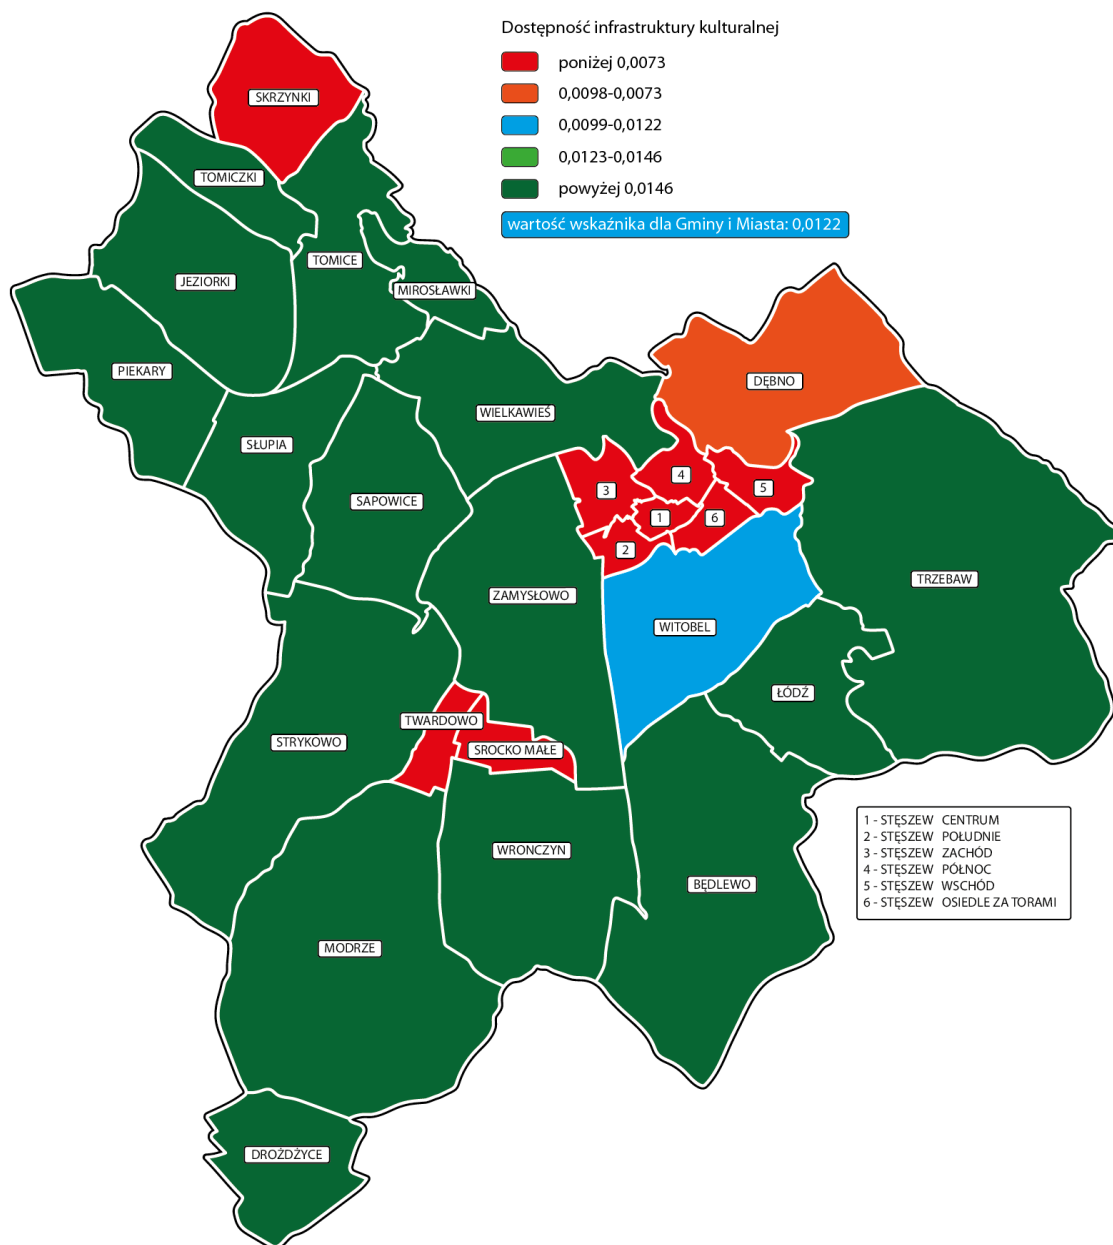 Dostępność infrastruktury kulturalnej
poniżej 0,0073
0,0098-0,0073
0,0099-0,0122
0,0123-0,0146
powyżej 0,0146
wartość wskaźnika dla Gminy i Miasta: 0,0122
SKRZYNKI
TOMICZKI
TOMICE
JEZIORKI
MIROSŁAWKI
PIEKARY
DĘBNO
WIELKAWIEŚ
SŁUPIA
SAPOWICE
4
5
3
1
6
2
TRZEBAW
ZAMYSŁOWO
WITOBEL
ŁÓDŹ
TWARDOWO
STRYKOWO
SROCKO MAŁE
1 - STĘSZEW CENTRUM
2 - STĘSZEW POŁUDNIE
3 - STĘSZEW ZACHÓD
4 - STĘSZEW PÓŁNOC
5 - STĘSZEW WSCHÓD
6 - STĘSZEW OSIEDLE ZA TORAMI
WRONCZYN
BĘDLEWO
MODRZE
DROŻDŻYCE